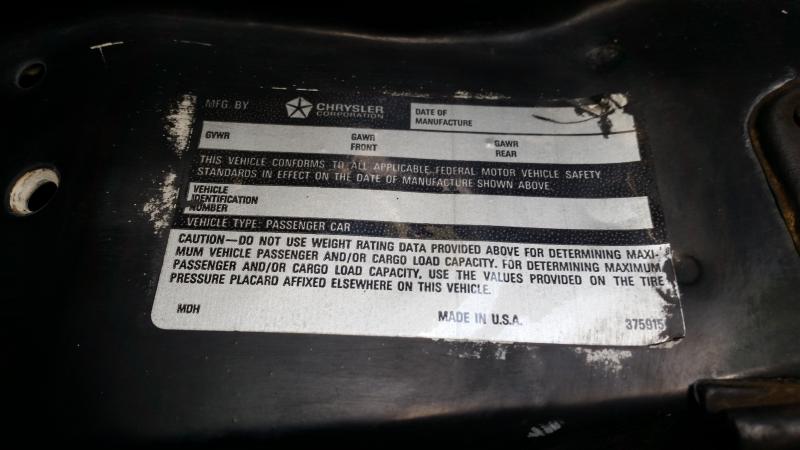 MFG. BY CHRYSLER CORPORATION DATE OF MANUFACTURE
GVWR GAWR FRONT GAWR REAR
THIS VEHICLE CONFORMS TO ALL APPLICABLE FEDERAL MOTOR VEHICLE SAFETY
STANDARDS IN EFFECT ON THE DATE OF MANUFACTURE SHOWN ABOVE
VEHICLE
IDENTIFICATION
NUMBER
VEHICLE TYPE: PASSENGER CAR
CAUTION—DO NOT USE WEIGHT RATING DATA PROVIDED ABOVE FOR DETERMINING MAXI-
MUM VEHICLE PASSENGER AND/OR CARGO LOAD CAPACITY. FOR DETERMINING MAXIMUM
PASSENGER AND/OR CARGO LOAD CAPACITY, USE THE VALUES PROVIDED ON THE TIRE
PRESSURE PLACARD AFFIXED ELSEWHERE ON THIS VEHICLE.
MDH MADE IN U.S.A. 375915